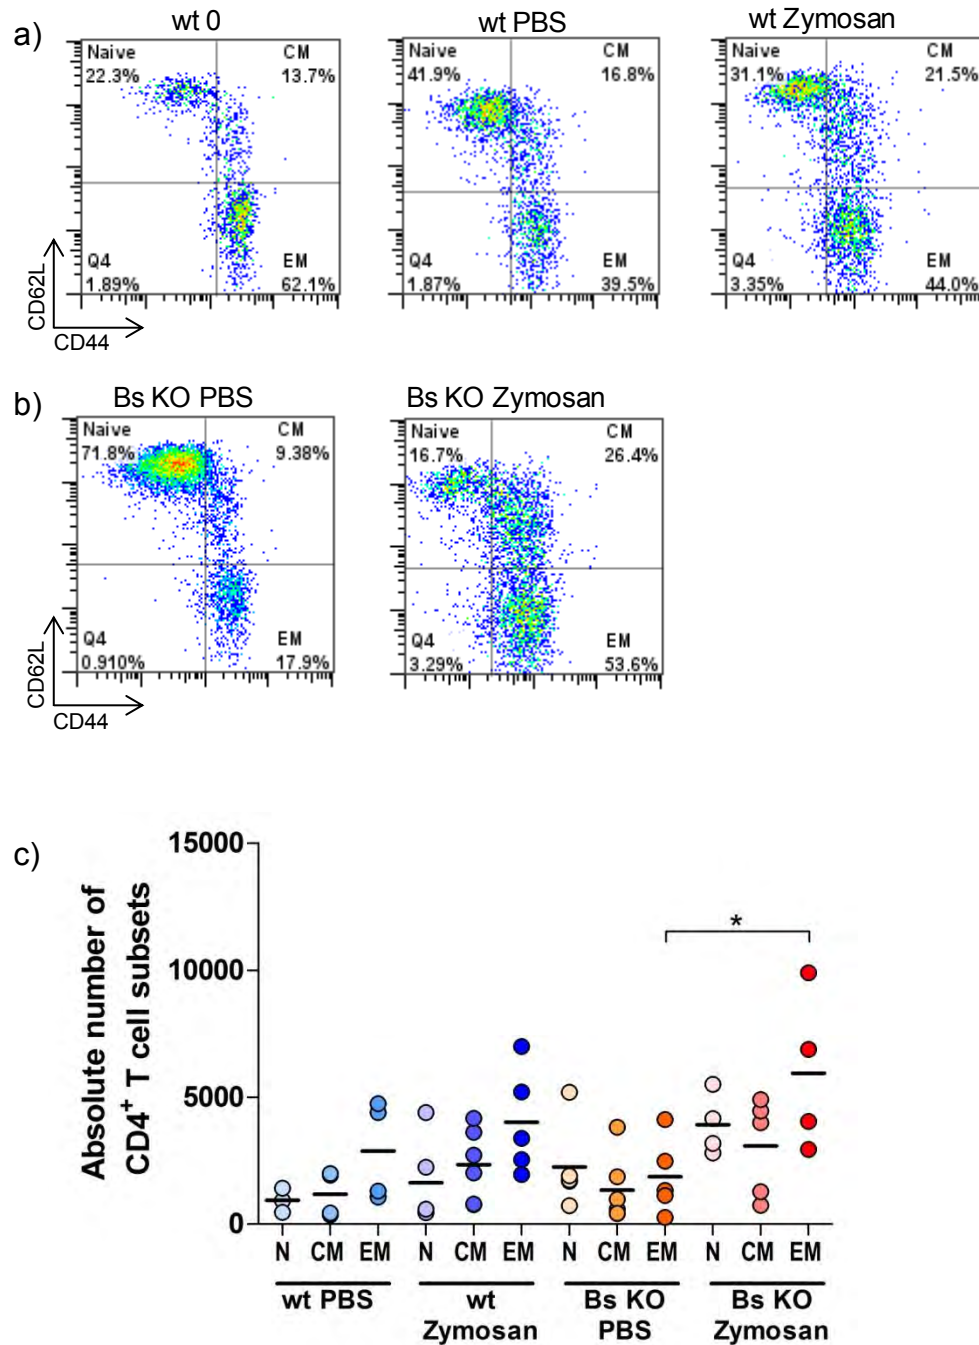 a)
wt 0
wt PBS
wt Zymosan
Naive
CM
22.3%
13.7%
Q4
EM
1.89%
62.1%
Naive
CM
41.9%
16.8%
Q4
EM
1.87%
39.5%
Naive
CM
31.1%
21.5%
Q4
EM
3.35%
44.0%
CD62L
CD44
b)
Bs KO PBS
Bs KO Zymosan
Naive
CM
71.8%
9.38%
Q4
EM
0.910%
17.9%
Naive
CM
16.7%
26.4%
Q4
EM
3.29%
53.6%
CD62L
CD44
c)
Absolute number of
CD4⁺ T cell subsets
15000
10000
5000
0
*
N CM EM N CM EM N CM EM N CM EM
wt PBS
wt
Zymosan
Bs KO
PBS
Bs KO
Zymosan